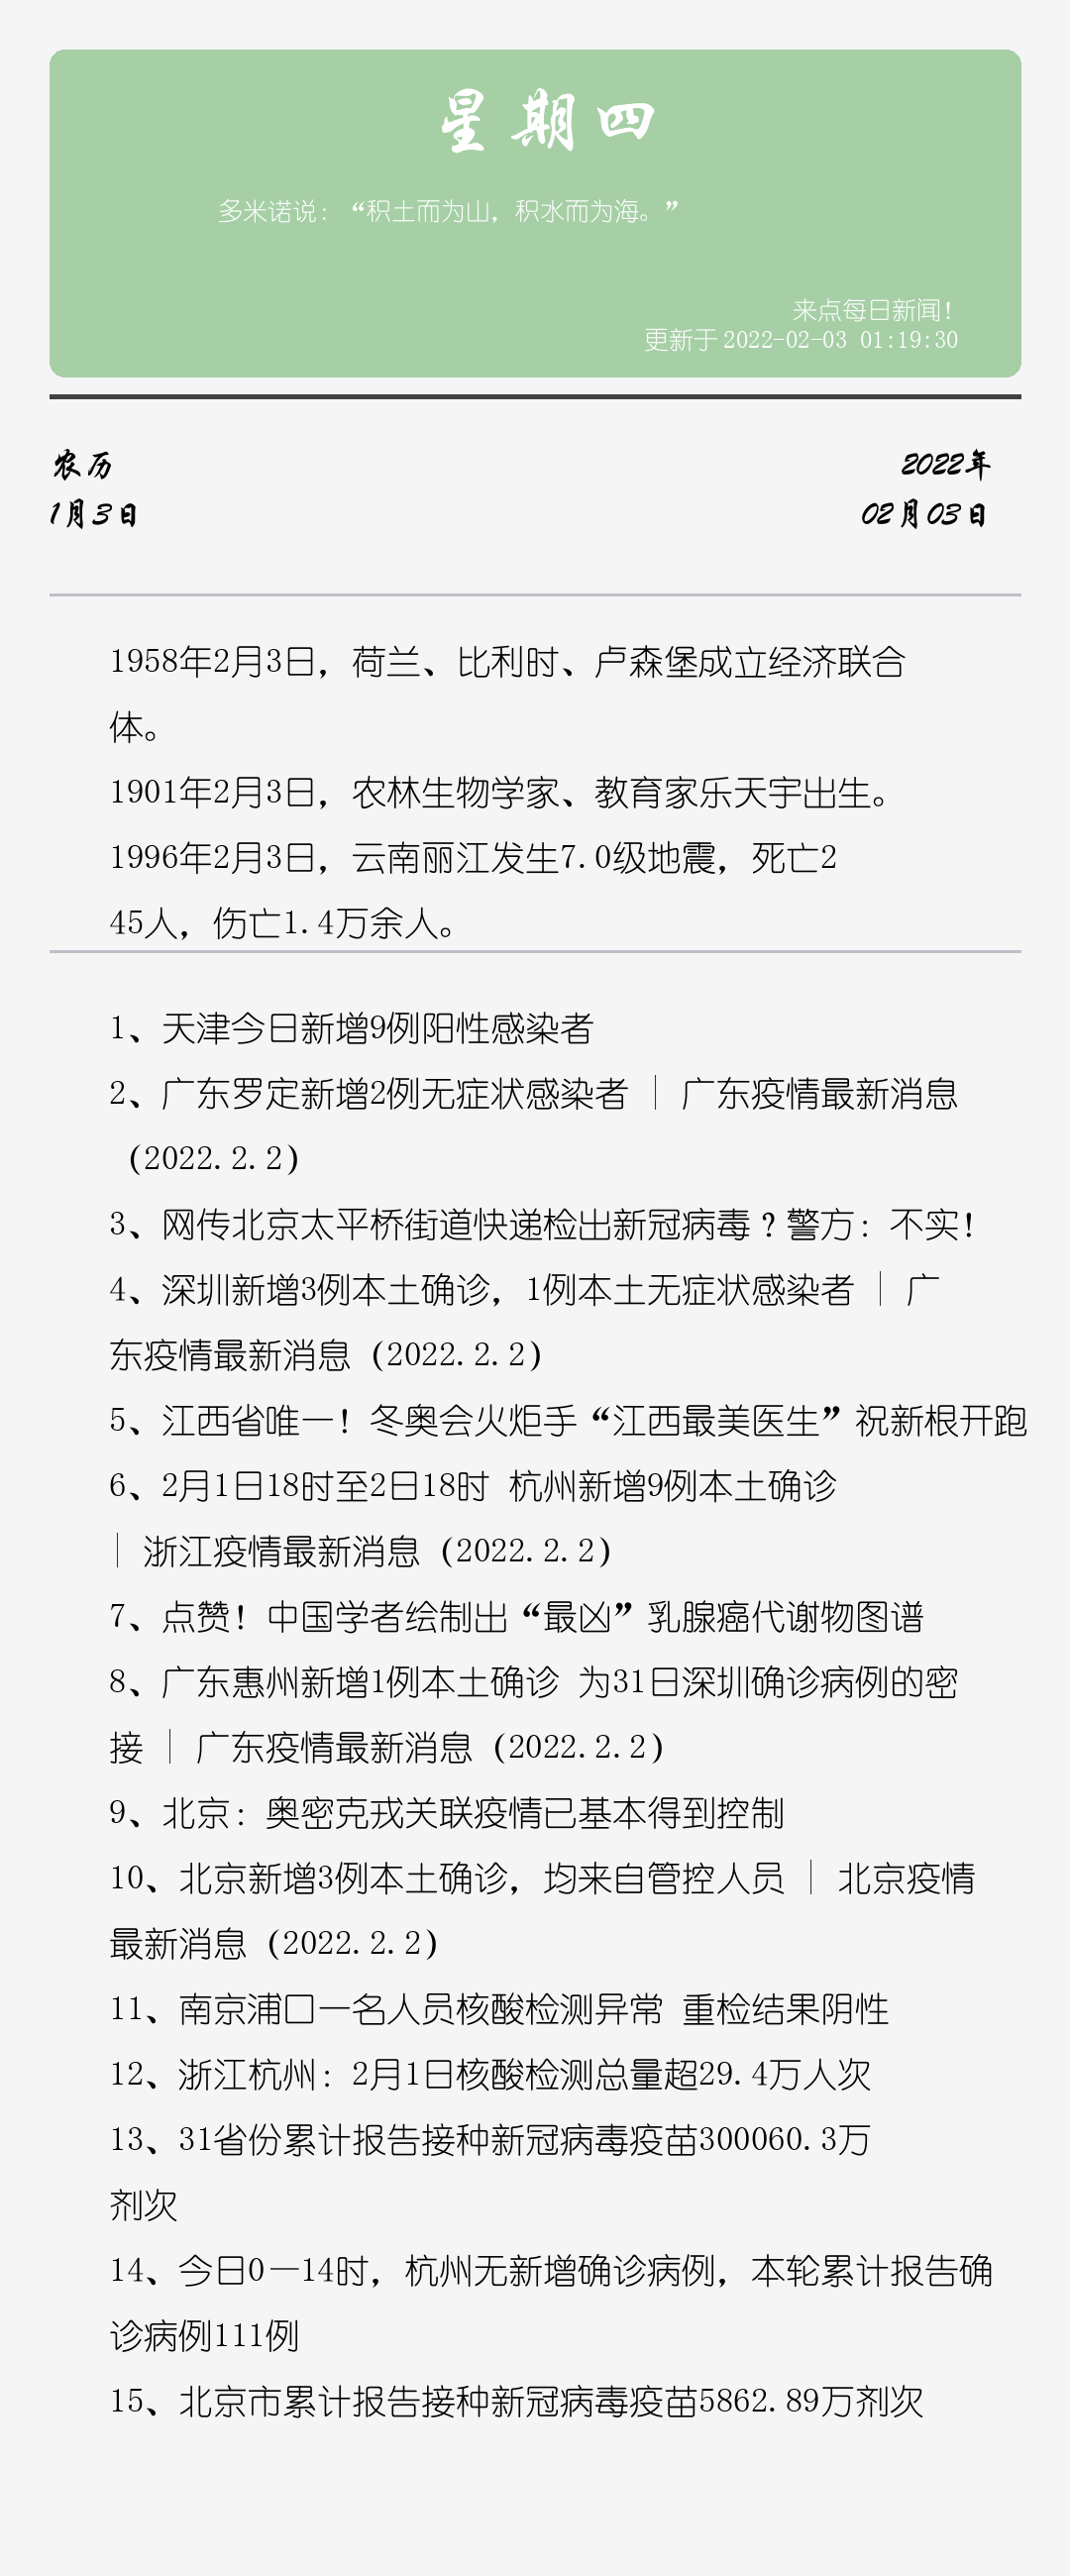 星期四
多米诺说：“积土而为山，积水而为海。”
来点每日新闻！
更新于 2022-02-03 01:19:30
农历
1月3日
2022年
02月03日
1958年2月3日，荷兰、比利时、卢森堡成立经济联合
体。
1901年2月3日，农林生物学家、教育家乐天宇出生。
1996年2月3日，云南丽江发生7.0级地震，死亡2
45人，伤亡1.4万余人。
1、天津今日新增9例阳性感染者
2、广东罗定新增2例无症状感染者 | 广东疫情最新消息
（2022.2.2）
3、网传北京太平桥街道快递检出新冠病毒？警方：不实！
4、深圳新增3例本土确诊，1例本土无症状感染者 | 广
东疫情最新消息（2022.2.2）
5、江西省唯一！冬奥会火炬手“江西最美医生”祝新根开跑
6、2月1日18时至2日18时 杭州新增9例本土确诊
| 浙江疫情最新消息（2022.2.2）
7、点赞！中国学者绘制出“最凶”乳腺癌代谢物图谱
8、广东惠州新增1例本土确诊 为31日深圳确诊病例的密
接 | 广东疫情最新消息（2022.2.2）
9、北京：奥密克戎关联疫情已基本得到控制
10、北京新增3例本土确诊，均来自管控人员 | 北京疫情
最新消息（2022.2.2）
11、南京浦口一名人员核酸检测异常 重检结果阴性
12、浙江杭州：2月1日核酸检测总量超29.4万人次
13、31省份累计报告接种新冠病毒疫苗300060.3万
剂次
14、今日0—14时，杭州无新增确诊病例，本轮累计报告确
诊病例111例
15、北京市累计报告接种新冠病毒疫苗5862.89万剂次